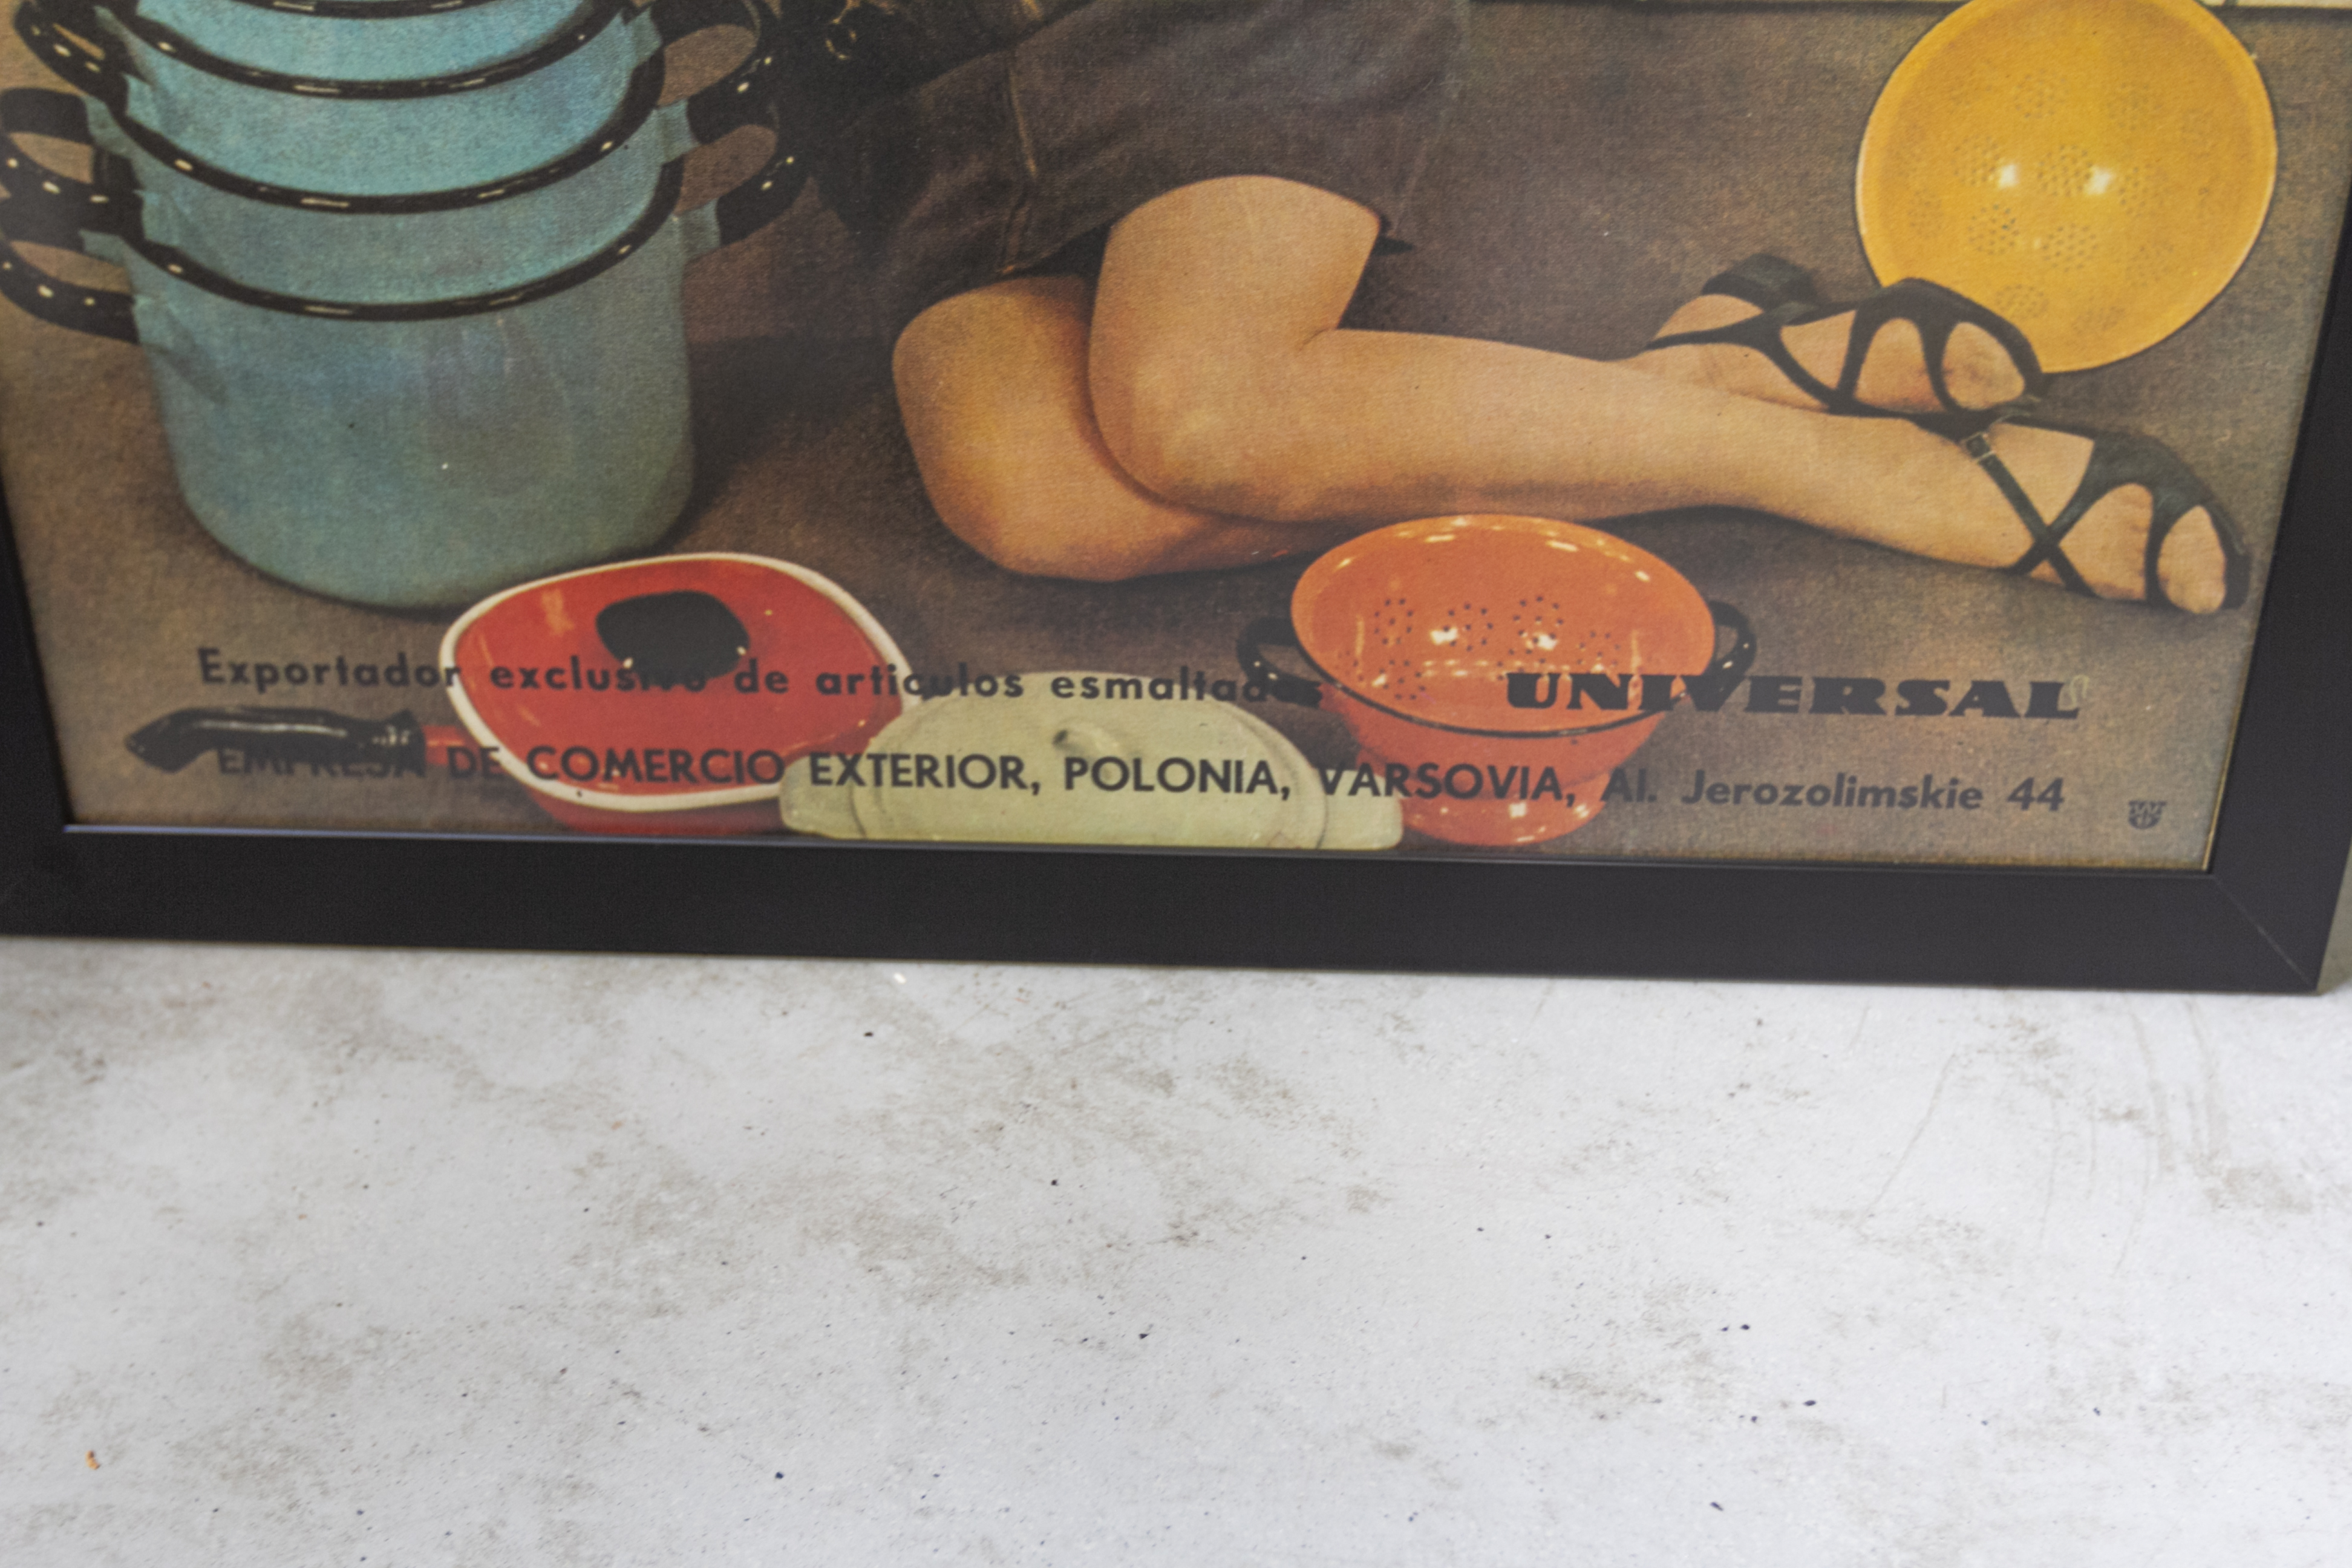 Exportador exclusivo de articulos esmaltados UNIVERSAL
EMPRESA DE COMERCIO EXTERIOR, POLONIA, VARSOVIA, Al. Jerozolimskie 44